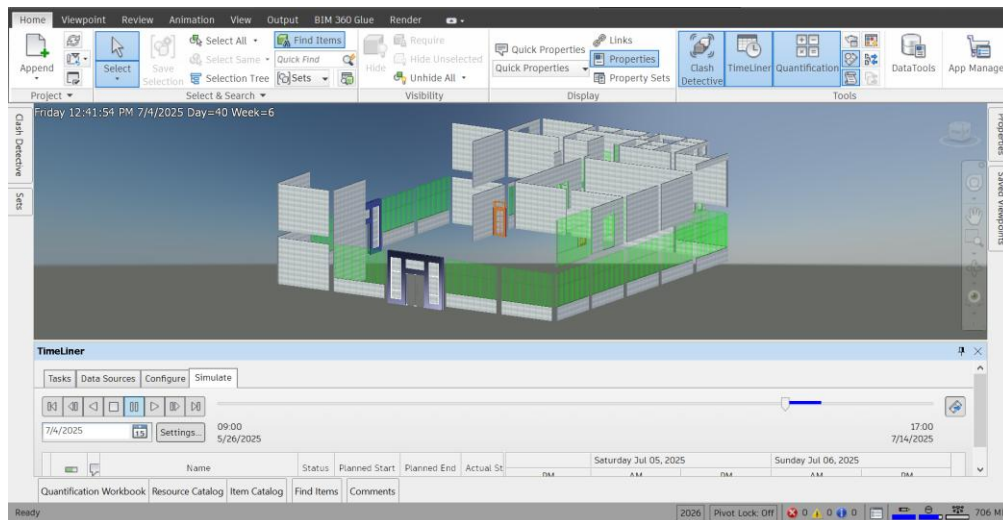 Home Viewpoint Review Animation View Output BIM 360 Glue Render
Append
Select
Save Selection
Select All
Select Same
Selection Tree
Find Items
Quick Find
Sets
Hide
Require
Hide Unselected
Unhide All
Quick Properties
Quick Properties
Links
Properties
Property Sets
Clash Detective
TimeLiner
Quantification
DataTools
App Manage
Project Select & Search Visibility Display Tools
Friday 12:41:54 PM 7/4/2025 Day=40 Week=6
Clash Detective
Sets
Properties
Saved Viewpoints
TimeLiner
Tasks Data Sources Configure Simulate
7/4/2025 15 Settings...
09:00
5/26/2025
17:00
7/14/2025
Saturday Jul 05, 2025 Sunday Jul 06, 2025
Name Status Planned Start Planned End Actual St
PM AM PM AM PM
Quantification Workbook Resource Catalog Item Catalog Find Items Comments
Ready 2026 Pivot Lock: Off 0 0 0 706 M